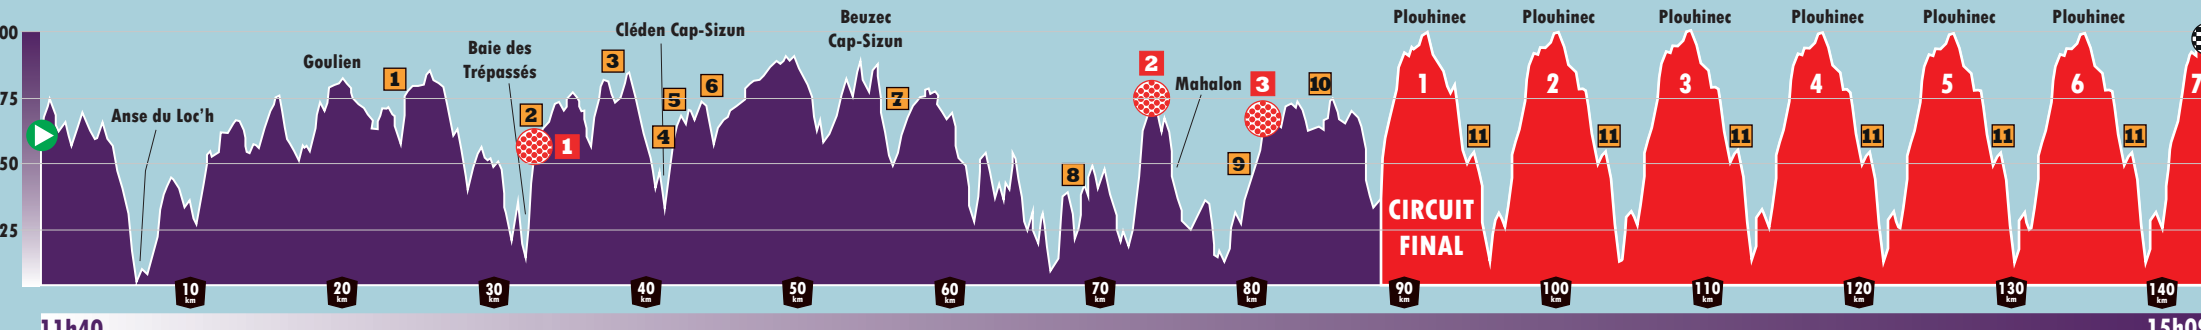 Beuzec
Cap-Sizun
Cléden Cap-Sizun
Plouhinec
Plouhinec
Plouhinec
Plouhinec
Plouhinec
Plouhinec
00
75
50
25
Anse du Loc'h
Goulien
1
Baie des
Trépassés
2
1
3
4
5
6
7
8
2
Mahalon
9
3
10
1
2
3
4
5
6
7
11
11
11
11
11
11
CIRCUIT
FINAL
10
km
20
km
30
km
40
km
50
km
60
km
70
km
80
km
90
km
100
km
110
km
120
km
130
km
140
km
11h40